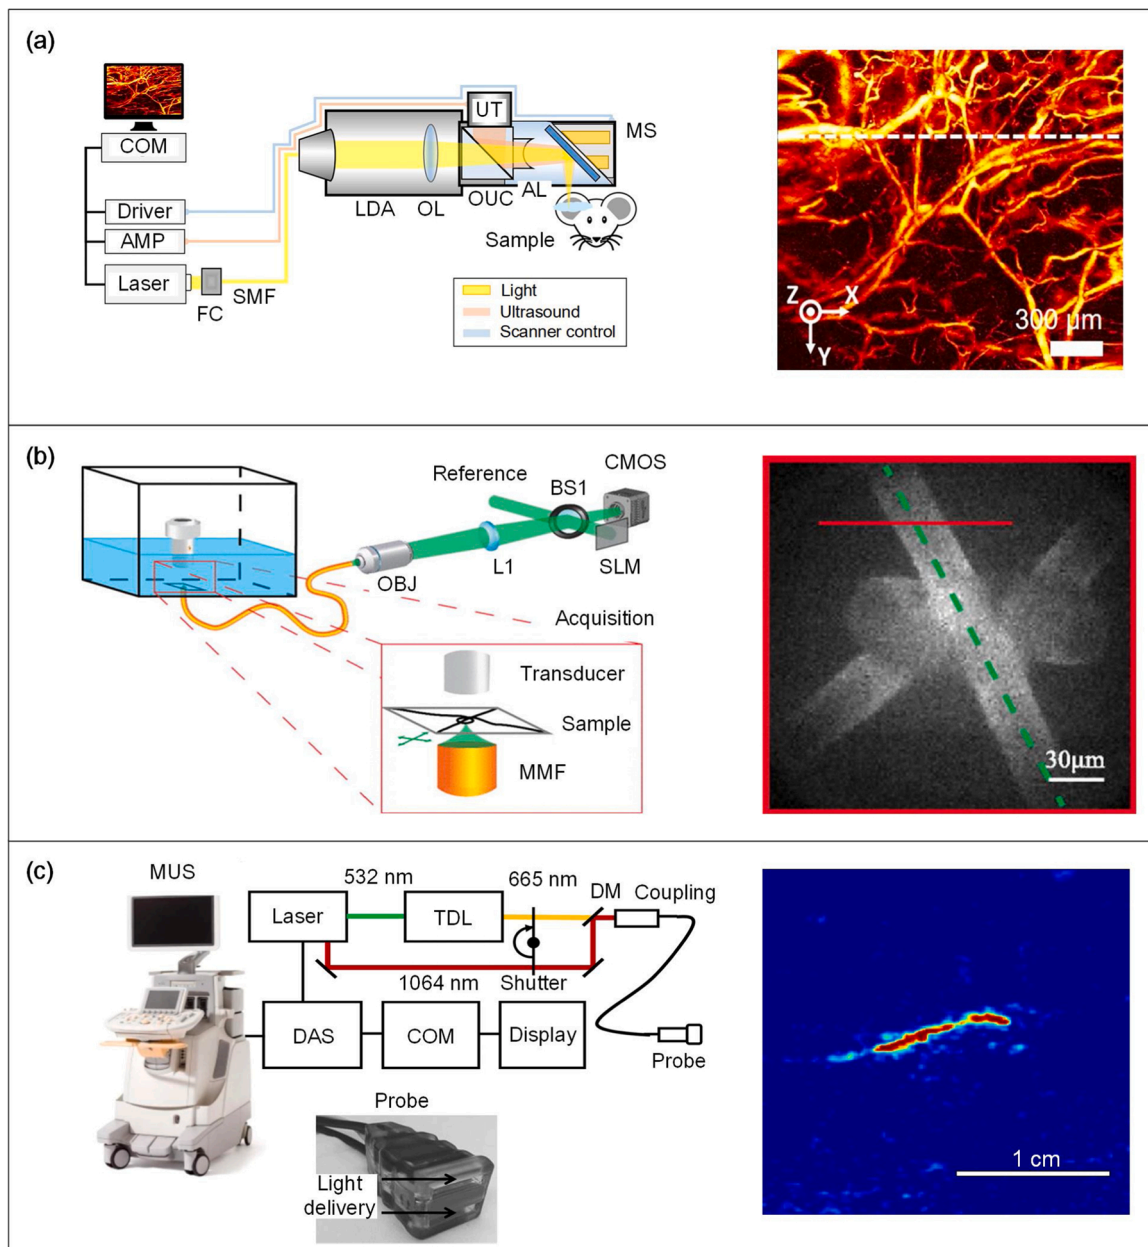 (a)
COM
Driver
AMP
Laser
FC
SMF
LDA
OL
UT
OUC
AL
MS
Sample
Light
Ultrasound
Scanner control
Z
X
Y
300 μm
(b)
Reference
BS1
CMOS
OBJ
L1
SLM
Acquisition
Transducer
Sample
MMF
30μm
(c)
MUS
Laser
532 nm
TDL
665 nm
DM
Coupling
1064 nm
Shutter
DAS
COM
Display
Probe
Probe
Light
delivery
1 cm